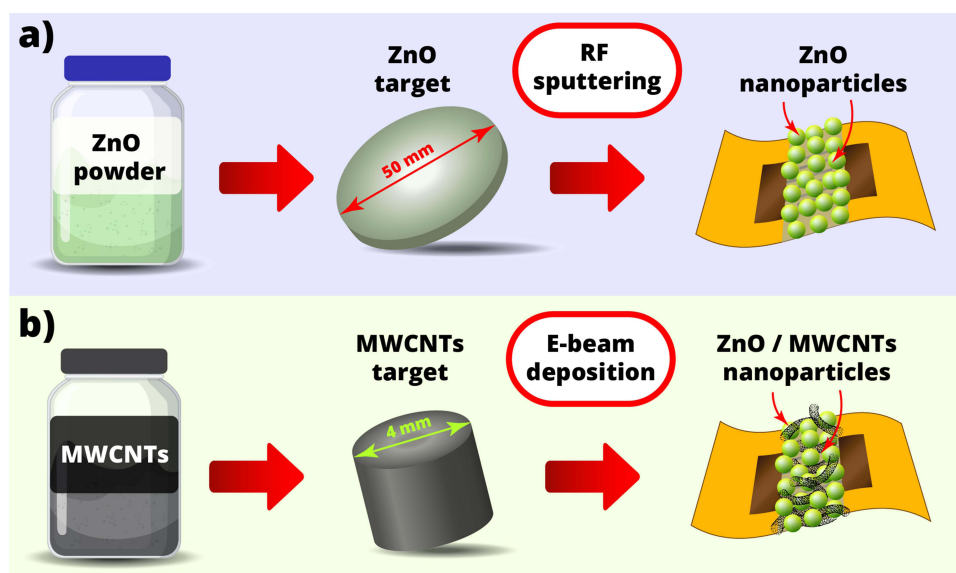 a)
ZnO
powder
ZnO
target
50 mm
RF
sputtering
ZnO
nanoparticles
b)
MWCNTs
MWCNTs
target
4 mm
E-beam
deposition
ZnO / MWCNTs
nanoparticles